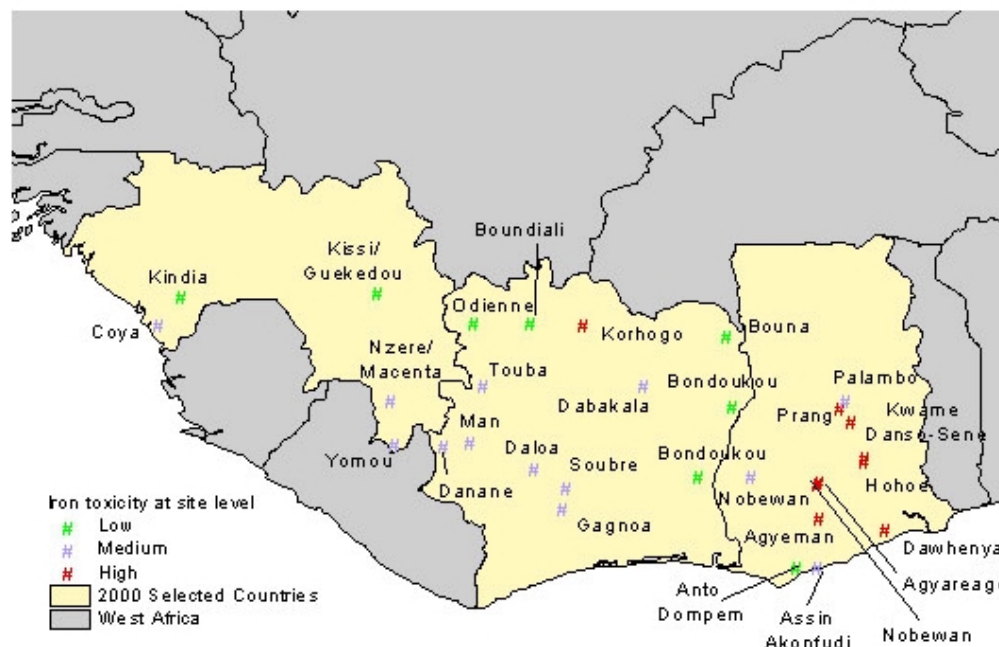 Boundiali
Kissi/
Guekedou
Kindia
Odienne
Coya
Korhogo
Bouna
Nzere/
Macenta
Touba
Bondoukou
Palambo
Dabakala
Prang
Kwame
Danso-Sene
Man
Daloa
Soubre
Bondoukou
Yomou
Hohoe
Danane
Nobewan
Gagnoa
Agyeman
Dawhenya
Iron toxicity at site level
# Low
# Medium
# High
2000 Selected Countries
West Africa
Anto
Dompem
Agyareago
Assin
Akonfudi
Nobewan